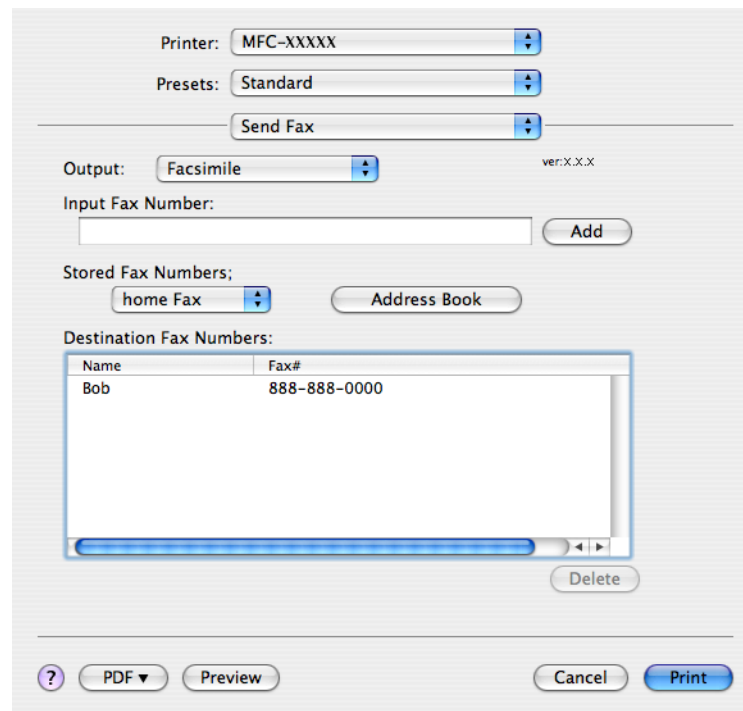 Printer: MFC-XXXXX
Presets: Standard
Send Fax
Output: Facsimile
ver:X.X.X
Input Fax Number:
Add
Stored Fax Numbers;
home Fax
Address Book
Destination Fax Numbers:
Name Fax#
Bob 888-888-0000
Delete
? PDF▼ Preview Cancel Print